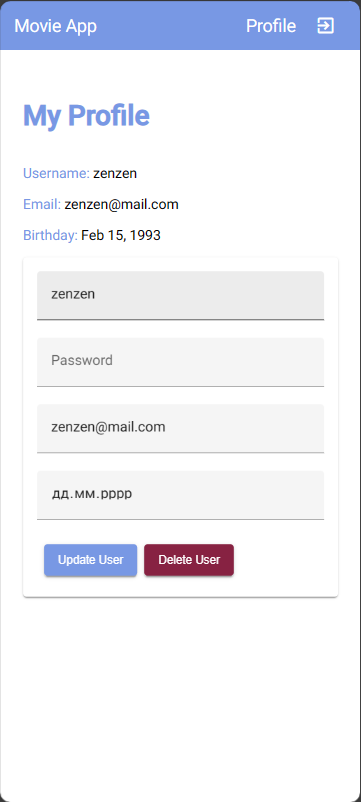 Movie App Profile
My Profile
Username: zenzen
Email: zenzen@mail.com
Birthday: Feb 15, 1993
zenzen
Password
zenzen@mail.com
дд.мм.рррр
Update User Delete User